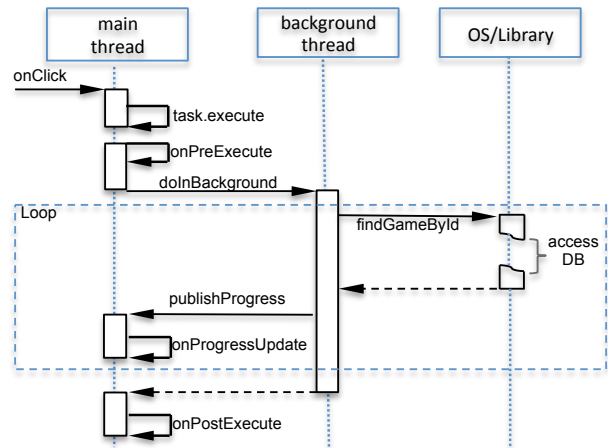 main
thread
background
thread
OS/Library
onClick
task.execute
onPreExecute
doInBackground
Loop
findGameById
access
DB
publishProgress
onProgressUpdate
onPostExecute